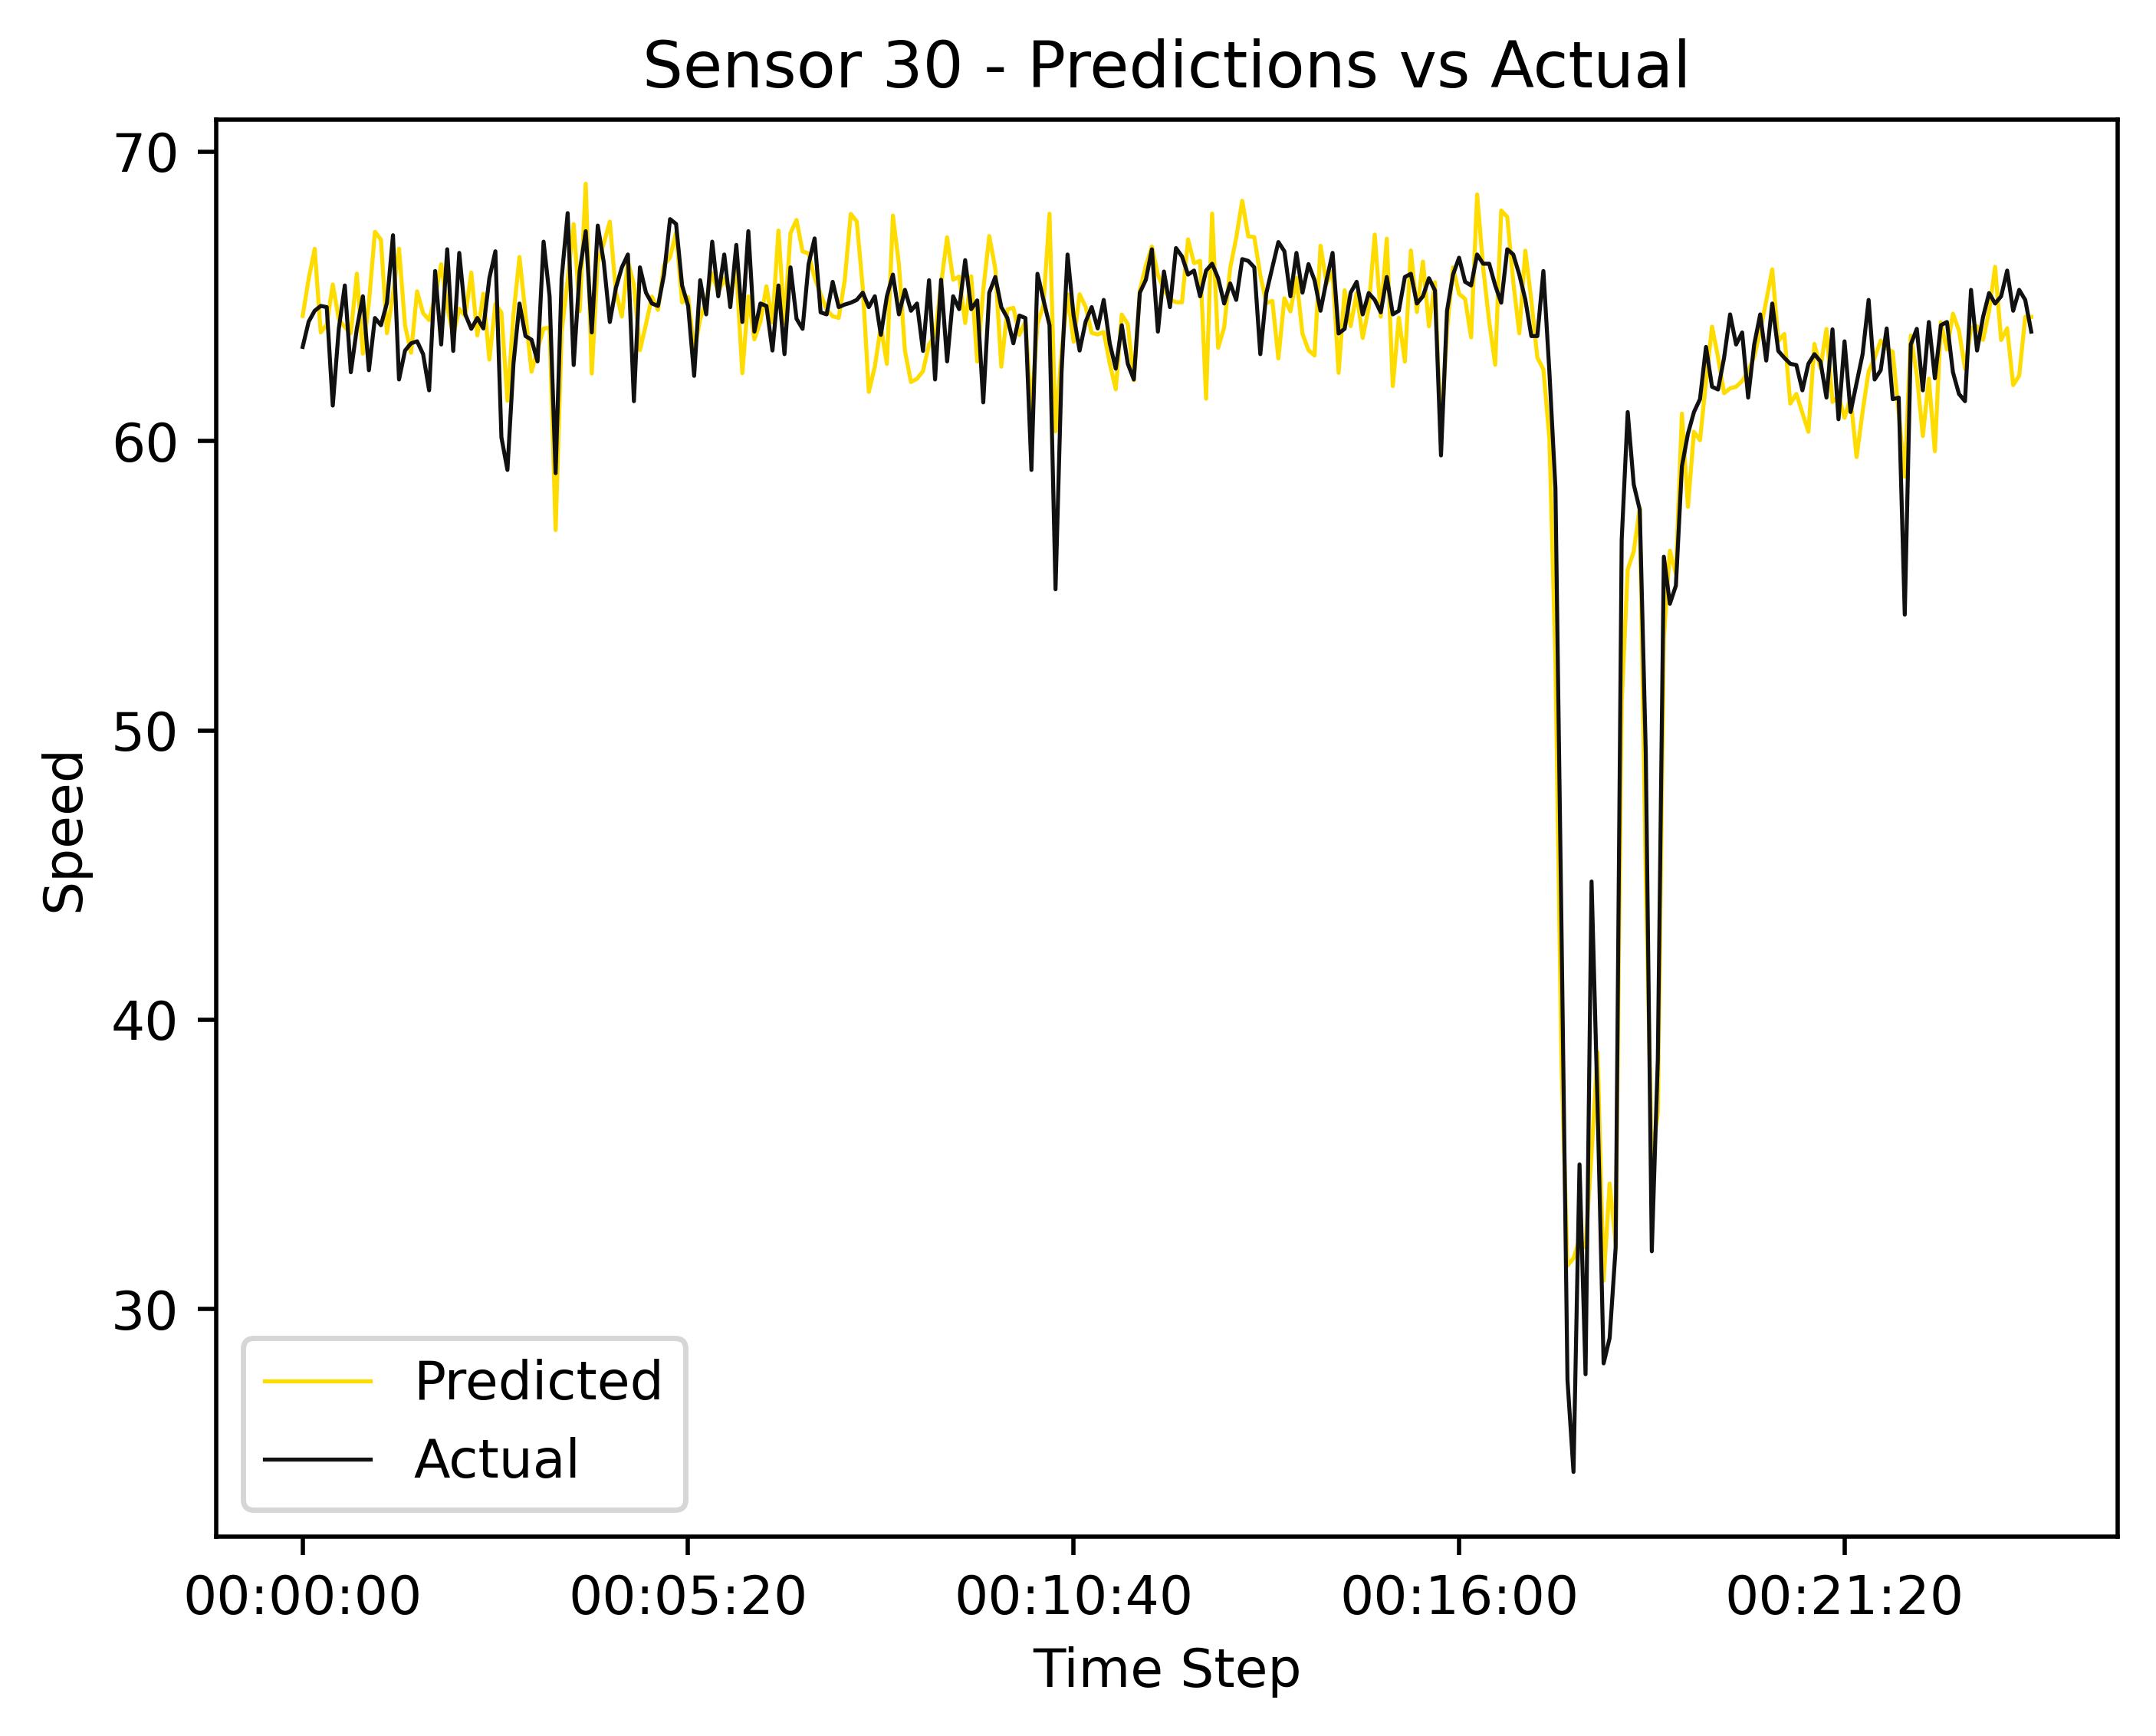 Sensor 30 - Predictions vs Actual
70
60
50
40
30
Speed
Predicted
Actual
00:00:00 00:05:20 00:10:40 00:16:00 00:21:20
Time Step